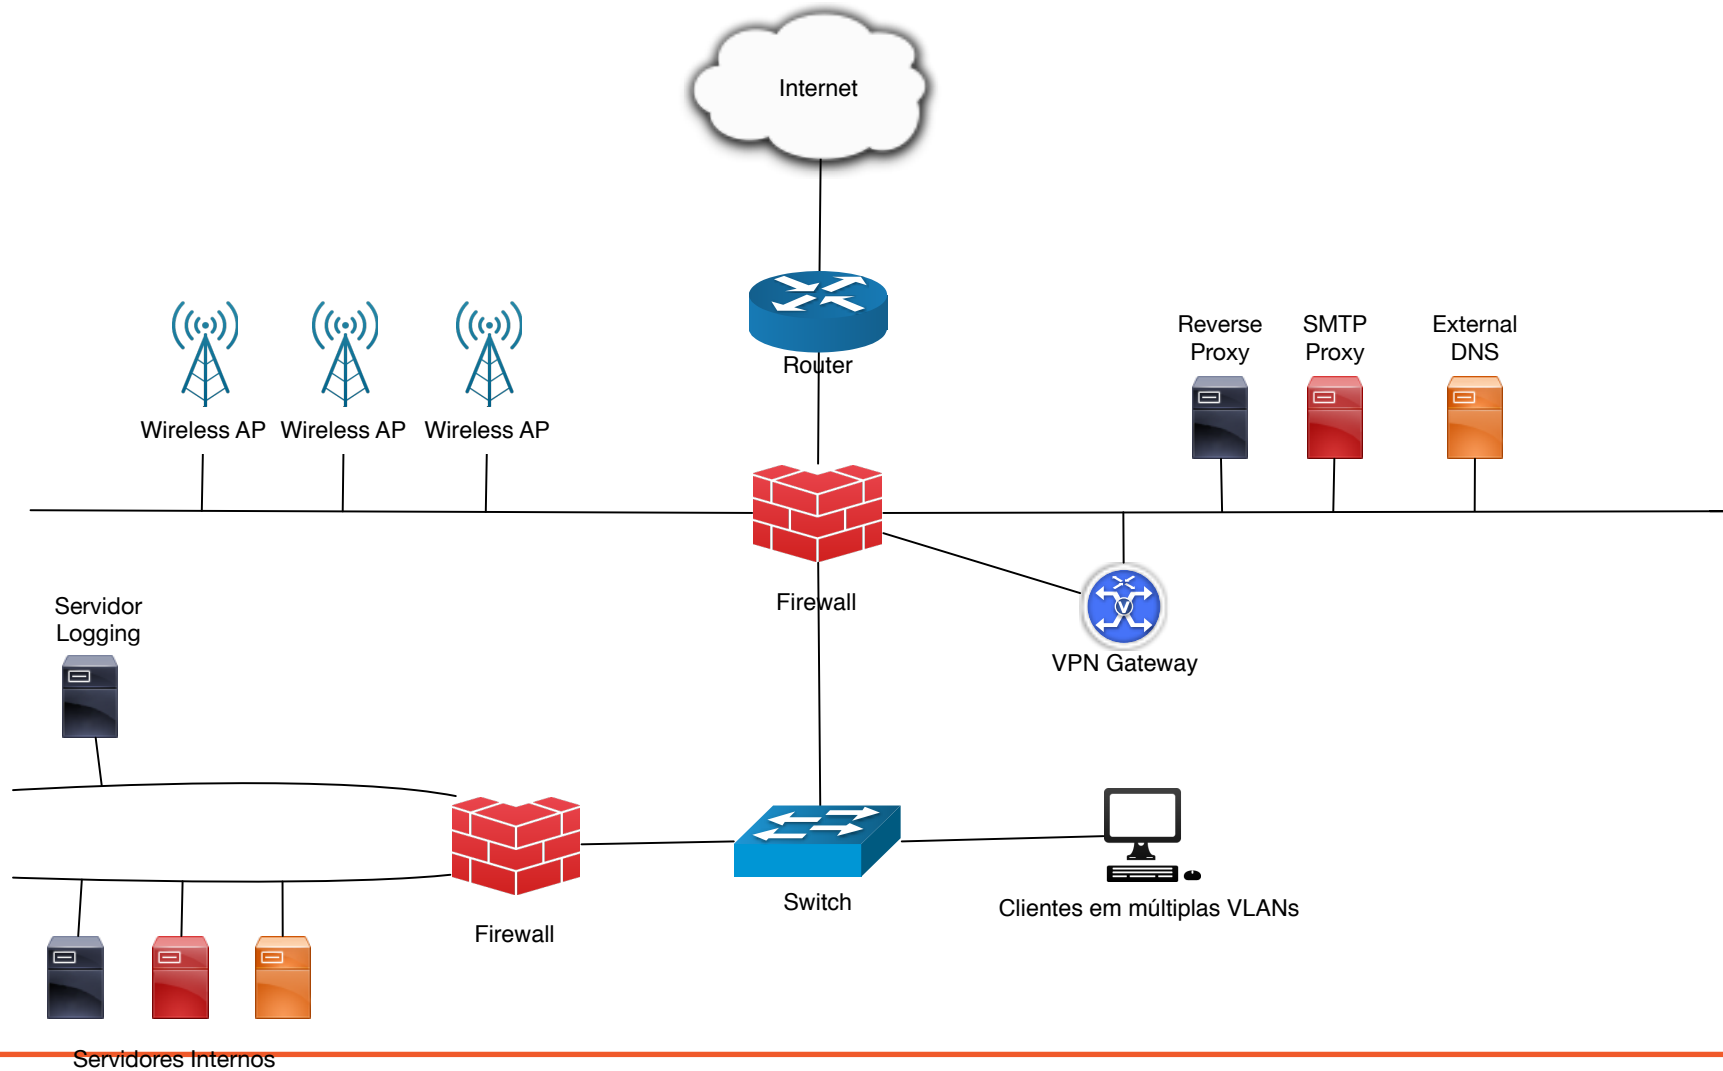 Internet
Router
Reverse
Proxy
SMTP
Proxy
External
DNS
Wireless AP
Wireless AP
Wireless AP
Firewall
VPN Gateway
Servidor
Logging
Switch
Clientes em múltiplas VLANs
Firewall
Servidores Internos